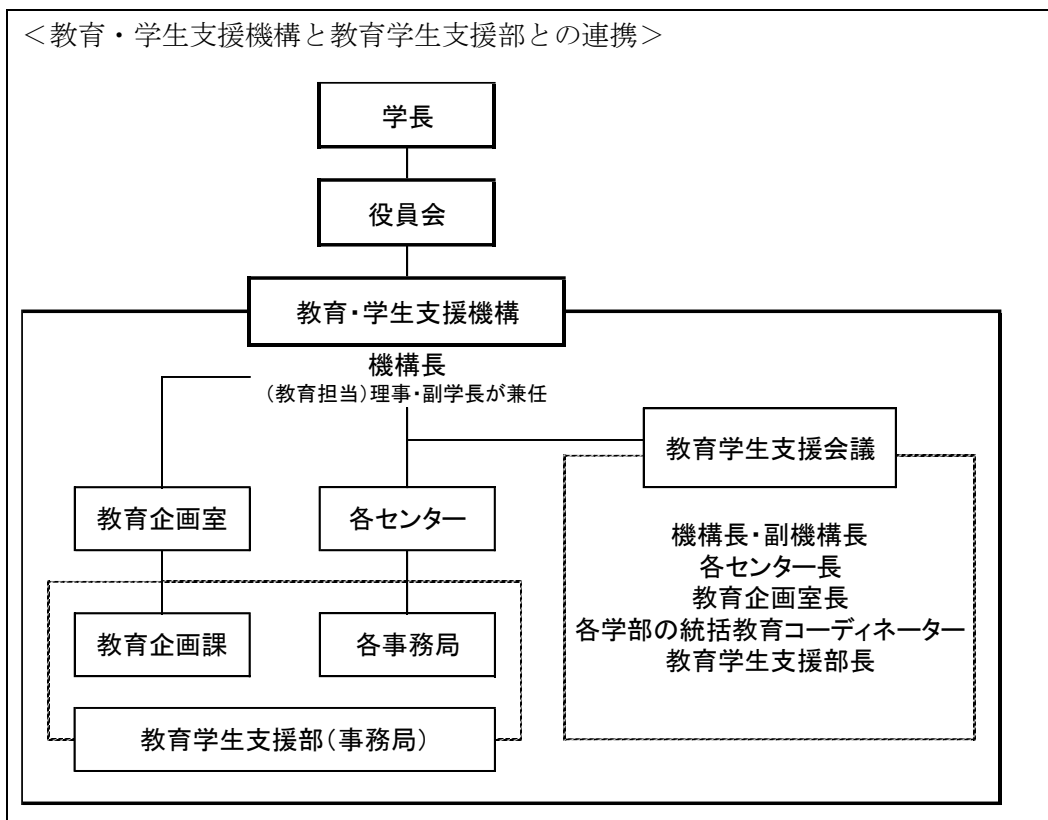 <教育・学生支援機構と教育学生支援部との連携>
学長
役員会
教育・学生支援機構
機構長
(教育担当)理事・副学長が兼任
教育学生支援会議
教育企画室
各センター
機構長・副機構長
各センター長
教育企画室長
各学部の統括教育コーディネーター
教育学生支援部長
教育企画課
各事務局
教育学生支援部(事務局)